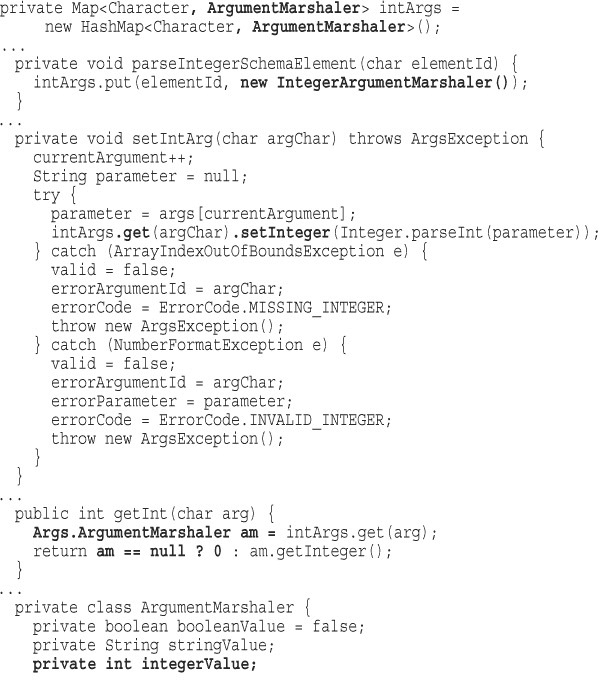 private Map<Character, ArgumentMarshaler> intArgs =
new HashMap<Character, ArgumentMarshaler>();
...
private void parseIntegerSchemaElement(char elementId) {
intArgs.put(elementId, new IntegerArgumentMarshaler());
}
...
private void setIntArg(char argChar) throws ArgsException {
currentArgument++;
String parameter = null;
try {
parameter = args[currentArgument];
intArgs.get(argChar).setInteger(Integer.parseInt(parameter));
} catch (ArrayIndexOutOfBoundsException e) {
valid = false;
errorArgumentId = argChar;
errorCode = ErrorCode.MISSING_INTEGER;
throw new ArgsException();
} catch (NumberFormatException e) {
valid = false;
errorArgumentId = argChar;
errorParameter = parameter;
errorCode = ErrorCode.INVALID_INTEGER;
throw new ArgsException();
}
}
...
public int getInt(char arg) {
Args.ArgumentMarshaler am = intArgs.get(arg);
return am == null ? 0 : am.getInteger();
}
...
private class ArgumentMarshaler {
private boolean booleanValue = false;
private String stringValue;
private int integerValue;